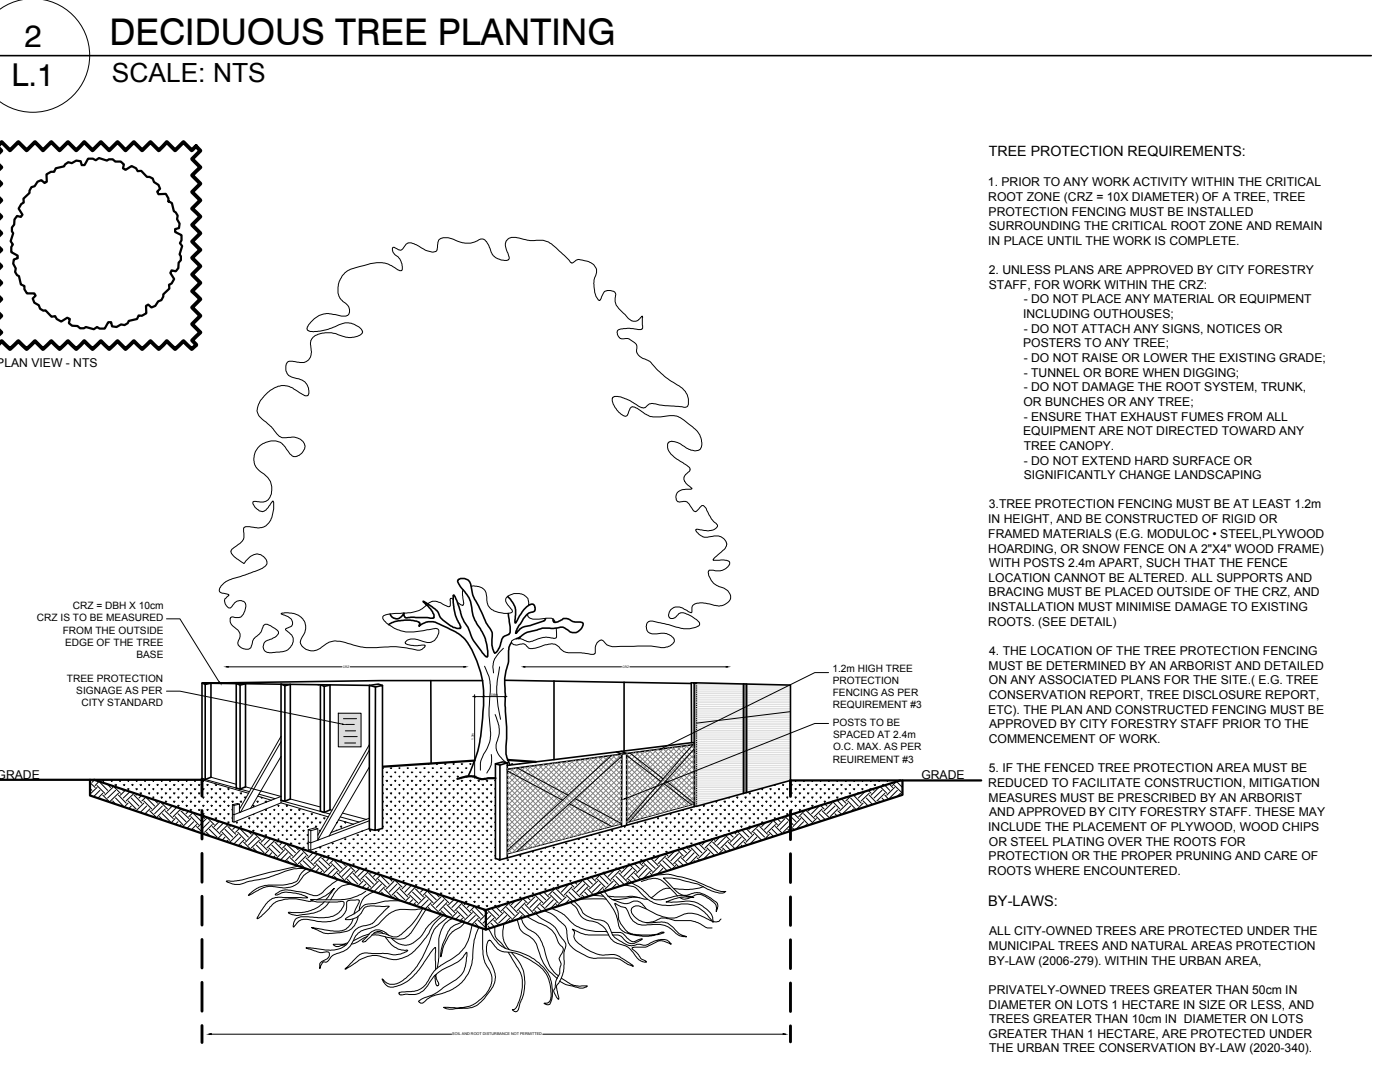 2
L.1
DECIDUOUS TREE PLANTING
SCALE: NTS
PLAN VIEW - NTS
CRZ = DBH X 10cm
CRZ IS TO BE MEASURED
FROM THE OUTSIDE
EDGE OF THE TREE
BASE
TREE PROTECTION
SIGNAGE AS PER
CITY STANDARD
1.2m HIGH TREE
PROTECTION
FENCING AS PER
REQUIREMENT #3
POSTS TO BE
SPACED AT 2.4m
O.C. MAX. AS PER
REUIREMENT #3
GRADE
GRADE
SOIL AND ROOT DISTURBANCE NOT PERMITTED
TREE PROTECTION REQUIREMENTS:
1. PRIOR TO ANY WORK ACTIVITY WITHIN THE CRITICAL
ROOT ZONE (CRZ = 10X DIAMETER) OF A TREE, TREE
PROTECTION FENCING MUST BE INSTALLED
SURROUNDING THE CRITICAL ROOT ZONE AND REMAIN
IN PLACE UNTIL THE WORK IS COMPLETE.
2. UNLESS PLANS ARE APPROVED BY CITY FORESTRY
STAFF, FOR WORK WITHIN THE CRZ:
- DO NOT PLACE ANY MATERIAL OR EQUIPMENT
INCLUDING OUTHOUSES;
- DO NOT ATTACH ANY SIGNS, NOTICES OR
POSTERS TO ANY TREE;
- DO NOT RAISE OR LOWER THE EXISTING GRADE;
- TUNNEL OR BORE WHEN DIGGING;
- DO NOT DAMAGE THE ROOT SYSTEM, TRUNK,
OR BUNCHES OR ANY TREE;
- ENSURE THAT EXHAUST FUMES FROM ALL
EQUIPMENT ARE NOT DIRECTED TOWARD ANY
TREE CANOPY.
- DO NOT EXTEND HARD SURFACE OR
SIGNIFICANTLY CHANGE LANDSCAPING
3.TREE PROTECTION FENCING MUST BE AT LEAST 1.2m
IN HEIGHT, AND BE CONSTRUCTED OF RIGID OR
FRAMED MATERIALS (E.G. MODULOC • STEEL,PLYWOOD
HOARDING, OR SNOW FENCE ON A 2"X4" WOOD FRAME)
WITH POSTS 2.4m APART, SUCH THAT THE FENCE
LOCATION CANNOT BE ALTERED. ALL SUPPORTS AND
BRACING MUST BE PLACED OUTSIDE OF THE CRZ, AND
INSTALLATION MUST MINIMISE DAMAGE TO EXISTING
ROOTS. (SEE DETAIL)
4. THE LOCATION OF THE TREE PROTECTION FENCING
MUST BE DETERMINED BY AN ARBORIST AND DETAILED
ON ANY ASSOCIATED PLANS FOR THE SITE.( E.G. TREE
CONSERVATION REPORT, TREE DISCLOSURE REPORT,
ETC). THE PLAN AND CONSTRUCTED FENCING MUST BE
APPROVED BY CITY FORESTRY STAFF PRIOR TO THE
COMMENCEMENT OF WORK.
5. IF THE FENCED TREE PROTECTION AREA MUST BE
REDUCED TO FACILITATE CONSTRUCTION, MITIGATION
MEASURES MUST BE PRESCRIBED BY AN ARBORIST
AND APPROVED BY CITY FORESTRY STAFF. THESE MAY
INCLUDE THE PLACEMENT OF PLYWOOD, WOOD CHIPS
OR STEEL PLATING OVER THE ROOTS FOR
PROTECTION OR THE PROPER PRUNING AND CARE OF
ROOTS WHERE ENCOUNTERED.
BY-LAWS:
ALL CITY-OWNED TREES ARE PROTECTED UNDER THE
MUNICIPAL TREES AND NATURAL AREAS PROTECTION
BY-LAW (2006-279). WITHIN THE URBAN AREA,
PRIVATELY-OWNED TREES GREATER THAN 50cm IN
DIAMETER ON LOTS 1 HECTARE IN SIZE OR LESS, AND
TREES GREATER THAN 10cm IN DIAMETER ON LOTS
GREATER THAN 1 HECTARE, ARE PROTECTED UNDER
THE URBAN TREE CONSERVATION BY-LAW (2020-340).